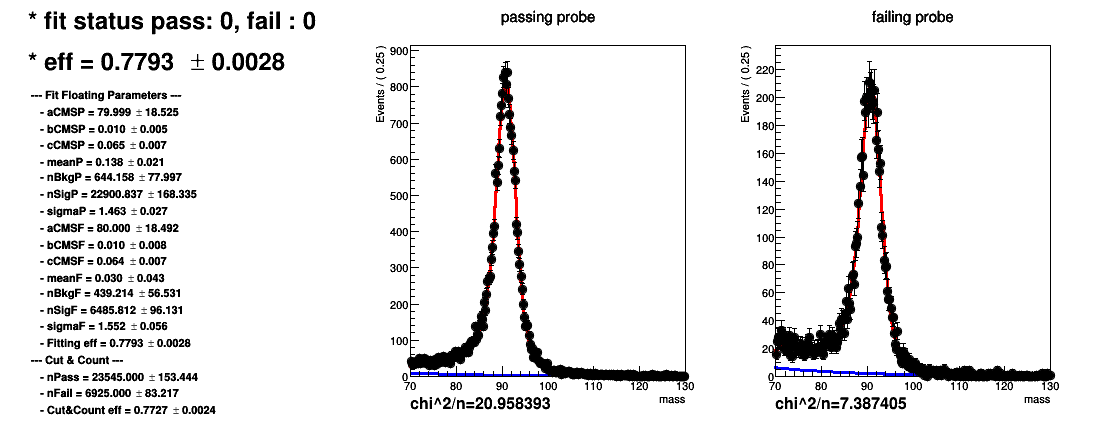 * fit status pass: 0, fail : 0
* eff = 0.7793 ± 0.0028
--- Fit Floating Parameters ---
- aCMSP = 79.999 ± 18.525
- bCMSP = 0.010 ± 0.005
- cCMSP = 0.065 ± 0.007
- meanP = 0.138 ± 0.021
- nBkgP = 644.158 ± 77.997
- nSigP = 22900.837 ± 168.335
- sigmaP = 1.463 ± 0.027
- aCMSF = 80.000 ± 18.492
- bCMSF = 0.010 ± 0.008
- cCMSF = 0.064 ± 0.007
- meanF = 0.030 ± 0.043
- nBkgF = 439.214 ± 56.531
- nSigF = 6485.812 ± 96.131
- sigmaF = 1.552 ± 0.056
- Fitting eff = 0.7793 ± 0.0028
--- Cut & Count ---
- nPass = 23545.000 ± 153.444
- nFail = 6925.000 ± 83.217
- Cut&Count eff = 0.7727 ± 0.0024
passing probe
Events / ( 0.25 )
900
800
700
600
500
400
300
200
100
0
70 80 90 100 110 120 130
mass
chi^2/n=20.958393
failing probe
Events / ( 0.25 )
220
200
180
160
140
120
100
80
60
40
20
0
70 80 90 100 110 120 130
mass
chi^2/n=7.387405